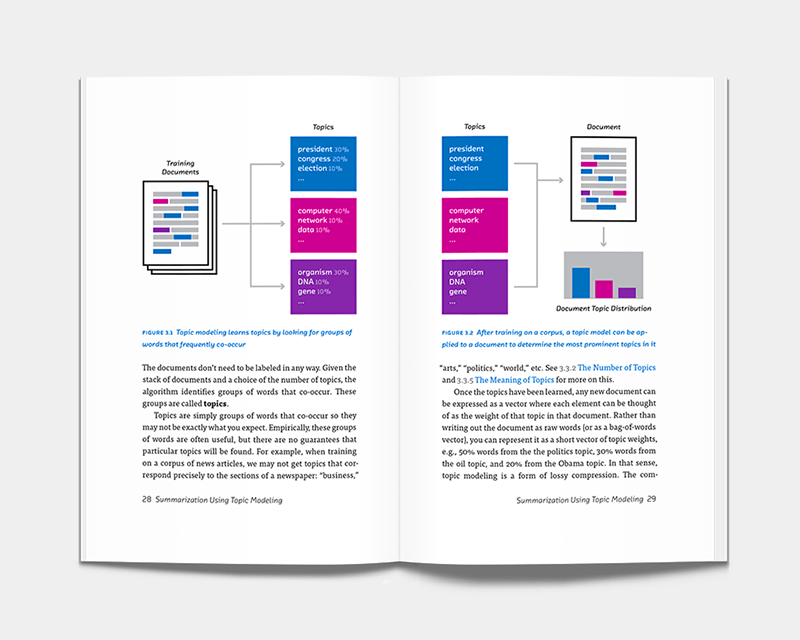 Topics
Training
Documents
president 30%
congress 20%
election 10%
...
computer 40%
network 10%
data 10%
...
organism 30%
DNA 10%
gene 10%
...
FIGURE 3.1 Topic modeling learns topics by looking for groups of
words that frequently co-occur
The documents don't need to be labeled in any way. Given the
stack of documents and a choice of the number of topics, the
algorithm identifies groups of words that co-occur. These
groups are called topics.
Topics are simply groups of words that co-occur so they
may not be exactly what you expect. Empirically, these groups
of words are often useful, but there are no guarantees that
particular topics will be found. For example, when training
on a corpus of news articles, we may not get topics that cor-
respond precisely to the sections of a newspaper: “business,”
28 Summarization Using Topic Modeling
Topics
Document
president
congress
election
...
computer
network
data
...
organism
DNA
gene
...
Document Topic Distribution
FIGURE 3.2 After training on a corpus, a topic model can be ap-
plied to a document to determine the most prominent topics in it
“arts,” “politics,” “world,” etc. See 3.3.2 The Number of Topics
and 3.3.5 The Meaning of Topics for more on this.
Once the topics have been learned, any new document can
be expressed as a vector where each element can be thought
of as the weight of that topic in that document. Rather than
writing out the document as raw words (or as a bag-of-words
vector), you can represent it as a short vector of topic weights,
e.g., 50% words from the the politics topic, 30% words from
the oil topic, and 20% from the Obama topic. In that sense,
topic modeling is a form of lossy compression. The com-
Summarization Using Topic Modeling 29